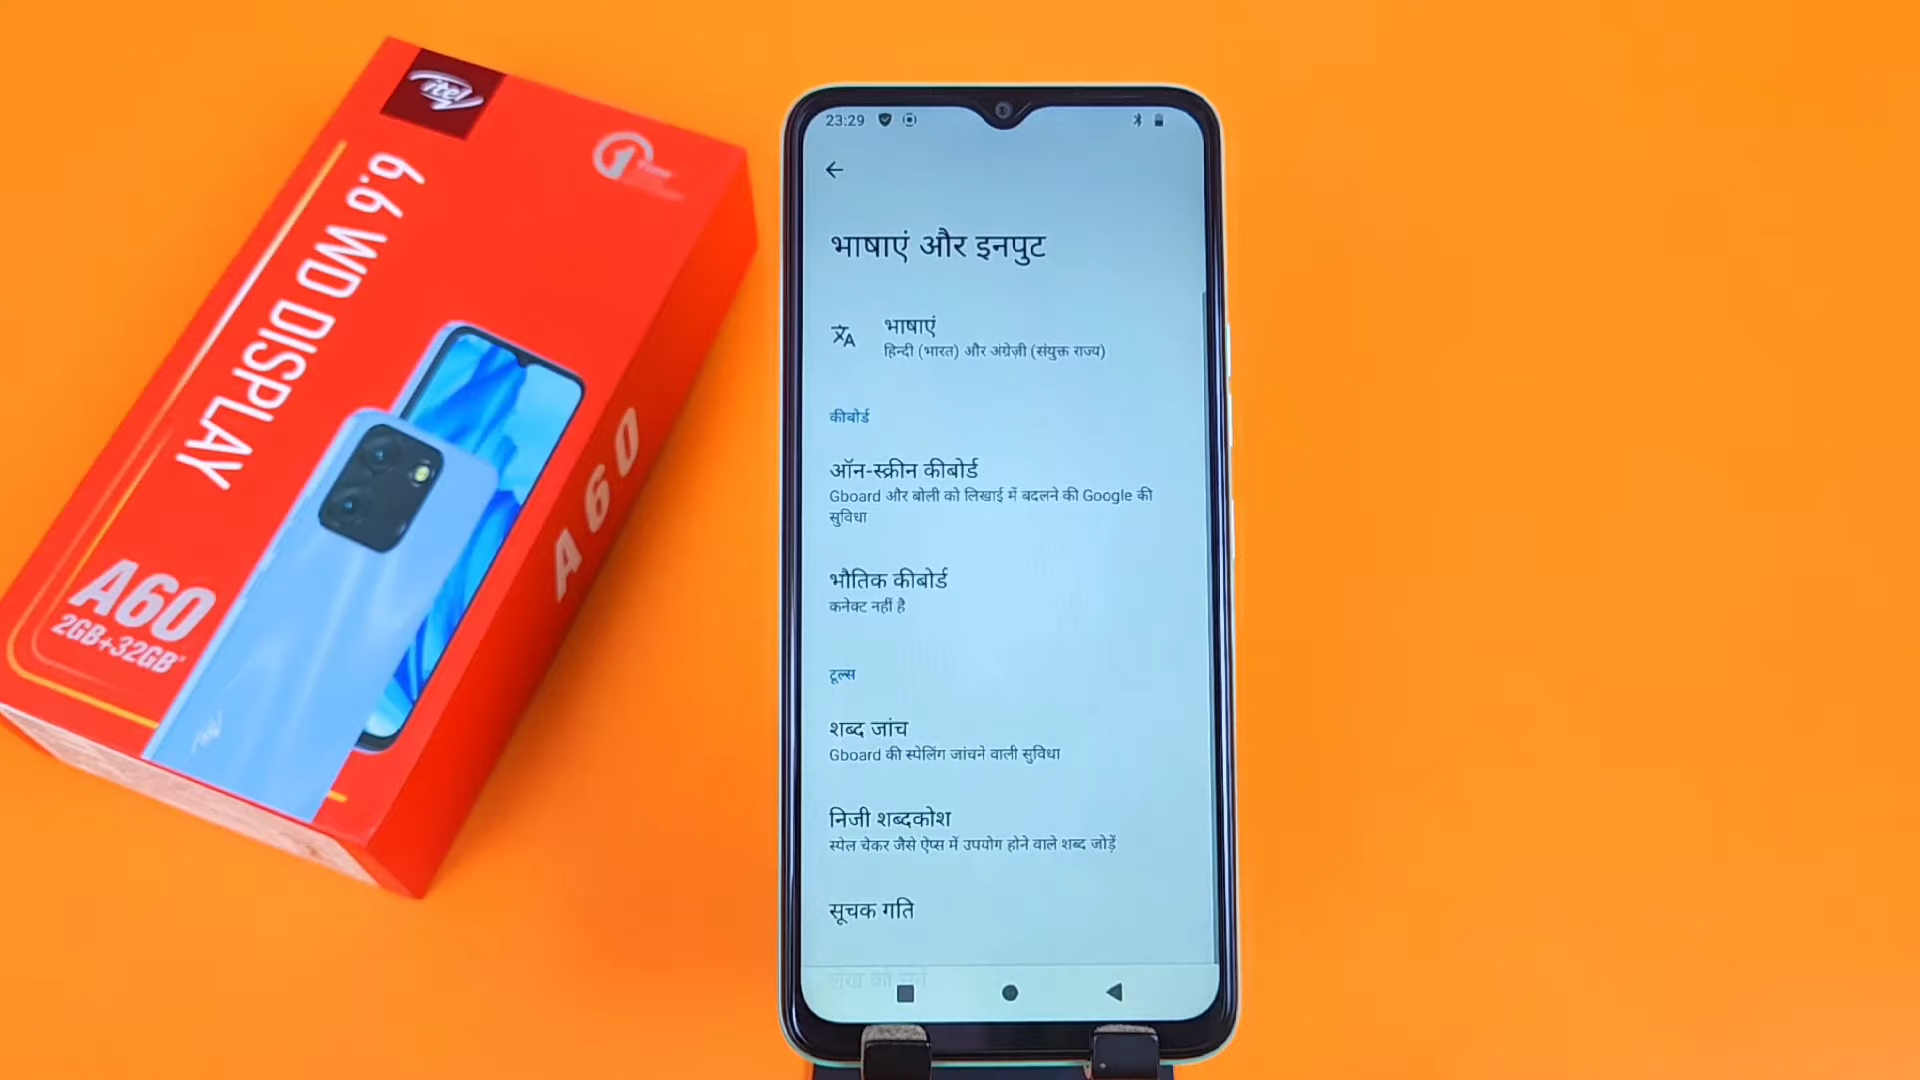 itel
6.6 WD DISPLAY
A60
2GB+32GB*
A60
23:29
भाषाएं और इनपुट
भाषाएं
हिन्दी (भारत) और अंग्रेज़ी (संयुक्त राज्य)
कीबोर्ड
ऑन-स्क्रीन कीबोर्ड
Gboard और बोली को लिखाई में बदलने की Google की
सुविधा
भौतिक कीबोर्ड
कनेक्ट नहीं है
टूल्स
शब्द जांच
Gboard की स्पेलिंग जांचने वाली सुविधा
निजी शब्दकोश
स्पेल चेकर जैसे ऐप्स में उपयोग होने वाले शब्द जोड़ें
सूचक गति